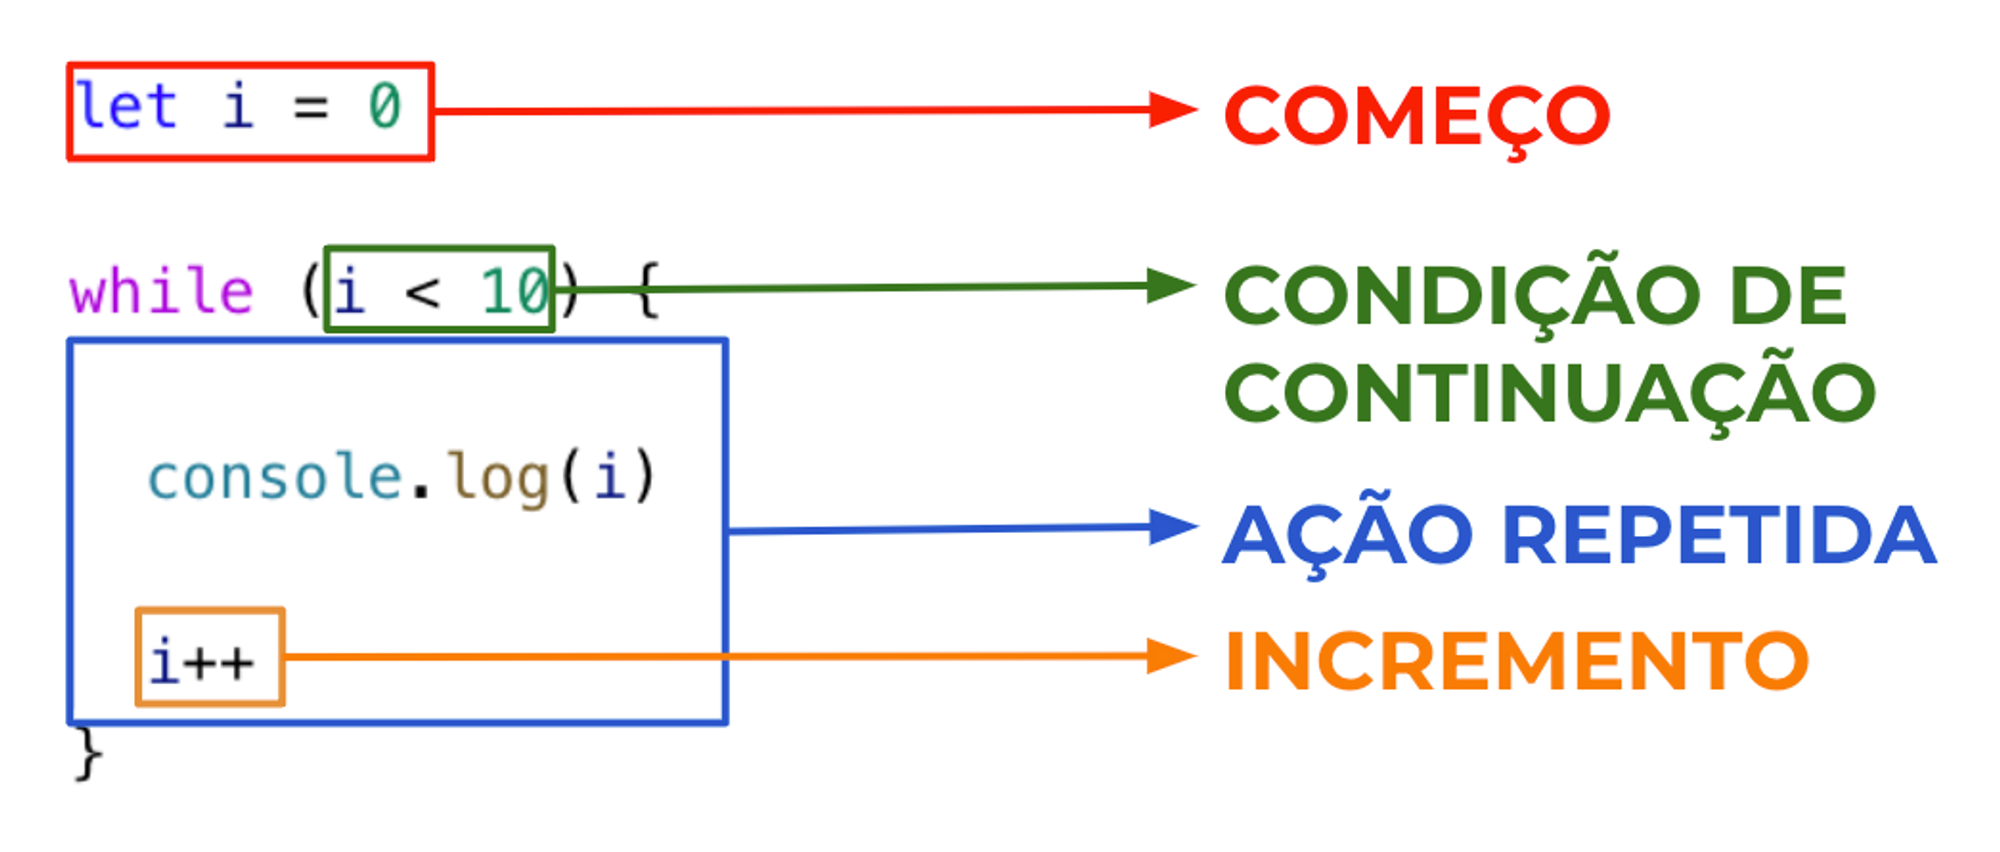 let i = 0
COMEÇO
while (i < 10) {
CONDIÇÃO DE
CONTINUAÇÃO
console.log(i)
AÇÃO REPETIDA
i++
INCREMENTO
}